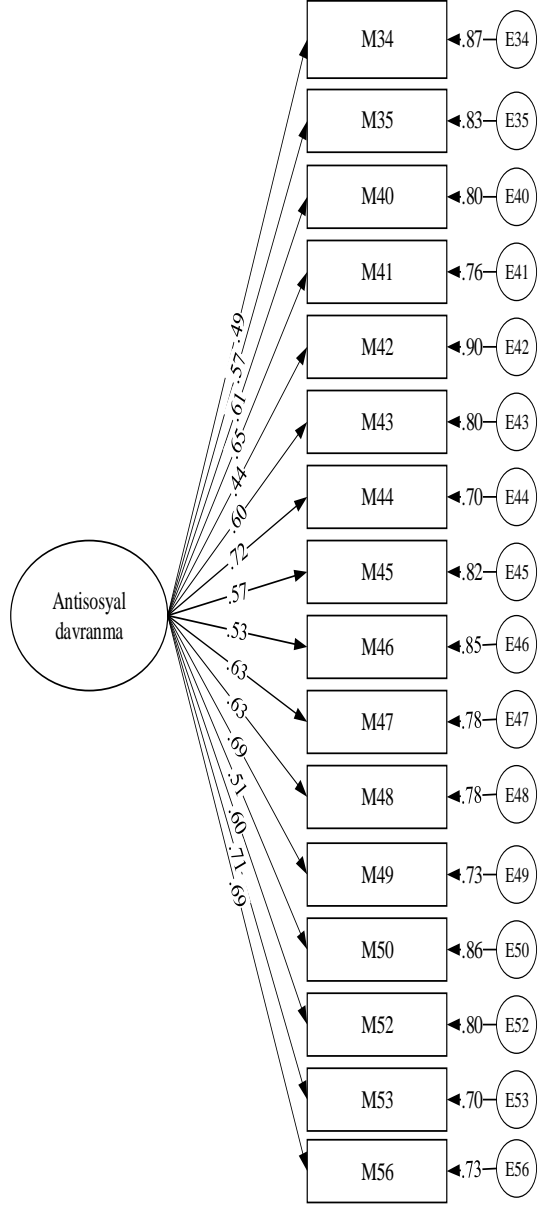 M34 .87 E34
M35 .83 E35
M40 .80 E40
M41 .76 E41
.49
M42 .90 E42
.57
.61
M43 .80 E43
.65
.44
M44 .70 E44
.60
.72
M45 .82 E45
.57
Antisosyal
davranma
.53
M46 .85 E46
.63
M47 .78 E47
.63
.69
M48 .78 E48
.51
.60
M49 .73 E49
.71
.69
M50 .86 E50
M52 .80 E52
M53 .70 E53
M56 .73 E56